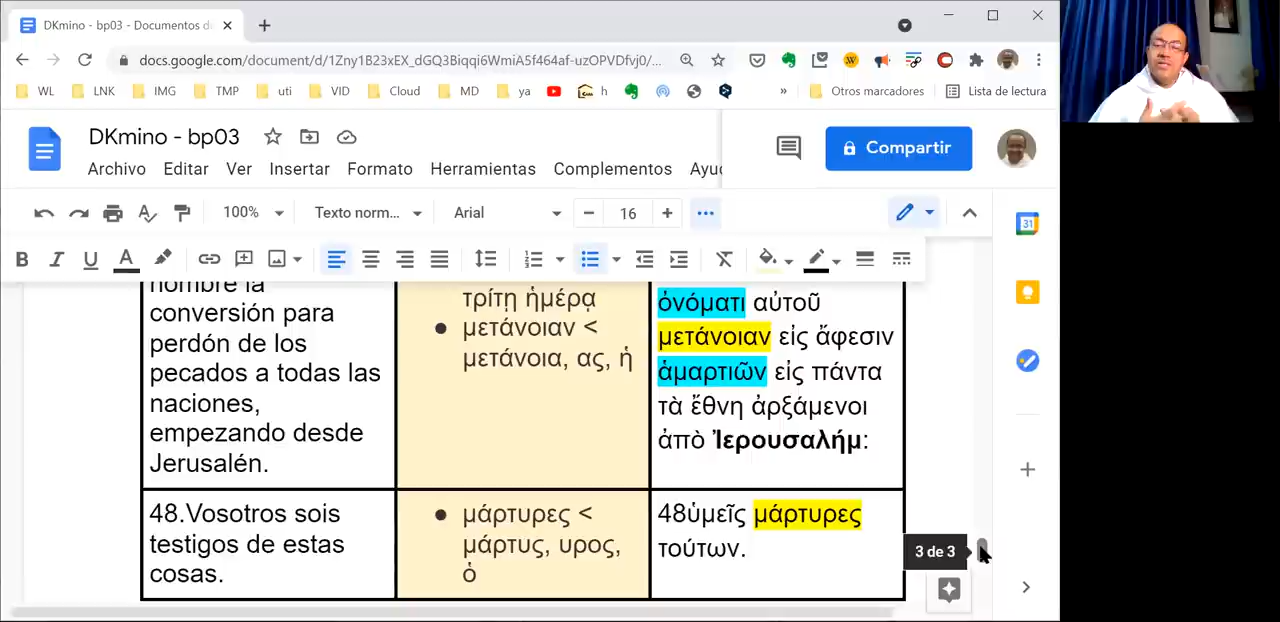 DKmino - bp03 - Documentos d
docs.google.com/document/d/1Zny1B23xEX_dGQ3Biqqi6WmiA5f464af-uzOPVDfvj0/...
WL LNK IMG TMP uti VID Cloud MD ya h » Otros marcadores Lista de lectura
DKmino - bp03
Compartir
Archivo Editar Ver Insertar Formato Herramientas Complementos Ayu
100% Texto norm... Arial 16
B I U A
31
nombre la
conversión para
perdón de los
pecados a todas las
naciones,
empezando desde
Jerusalén.
τρίτῃ ἡμέρᾳ
● μετάνοιαν <
μετάνοια, ας, ἡ
ὀνόματι αὐτοῦ
μετάνοιαν εἰς ἄφεσιν
ἁμαρτιῶν εἰς πάντα
τὰ ἔθνη ἀρξάμενοι
ἀπὸ Ἰερουσαλήμ:
48.Vosotros sois
testigos de estas
cosas.
● μάρτυρες <
μάρτυς, υρος,
ὁ
48ὑμεῖς μάρτυρες
τούτων.
3 de 3